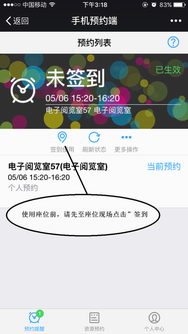 中国移动 下午3:18 83%
返回 手机预约端
预约列表
未签到 已生效
05/06 15:20-16:20
电子阅览室57 电子阅览室
签到使用 刷新状态 更多操作
电子阅览室57(电子阅览室) 当前预约
05/06 15:20-16:20
个人预约
使用座位前，请先至座位现场点击”签到
1
预约提醒 资源预约 个人中心